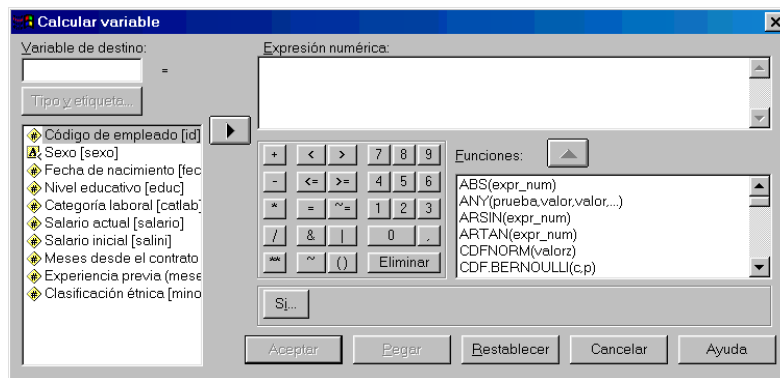 Calcular variable
Variable de destino:
=
Tipo y etiqueta...
Código de empleado [id]
Sexo [sexo]
Fecha de nacimiento [fec
Nivel educativo [educ]
Categoría laboral [catlab]
Salario actual [salario]
Salario inicial [salini]
Meses desde el contrato
Experiencia previa (mese
Clasificación étnica [mino
Expresión numérica:
+ < > 7 8 9
- <= >= 4 5 6
* = ~= 1 2 3
/ & | 0 ,
** ~ () Eliminar
Funciones:
ABS(expr_num)
ANY(prueba,valor,valor,...)
ARSIN(expr_num)
ARTAN(expr_num)
CDFNORM(valorz)
CDF.BERNOULLI(c,p)
Si...
Aceptar Pegar Restablecer Cancelar Ayuda